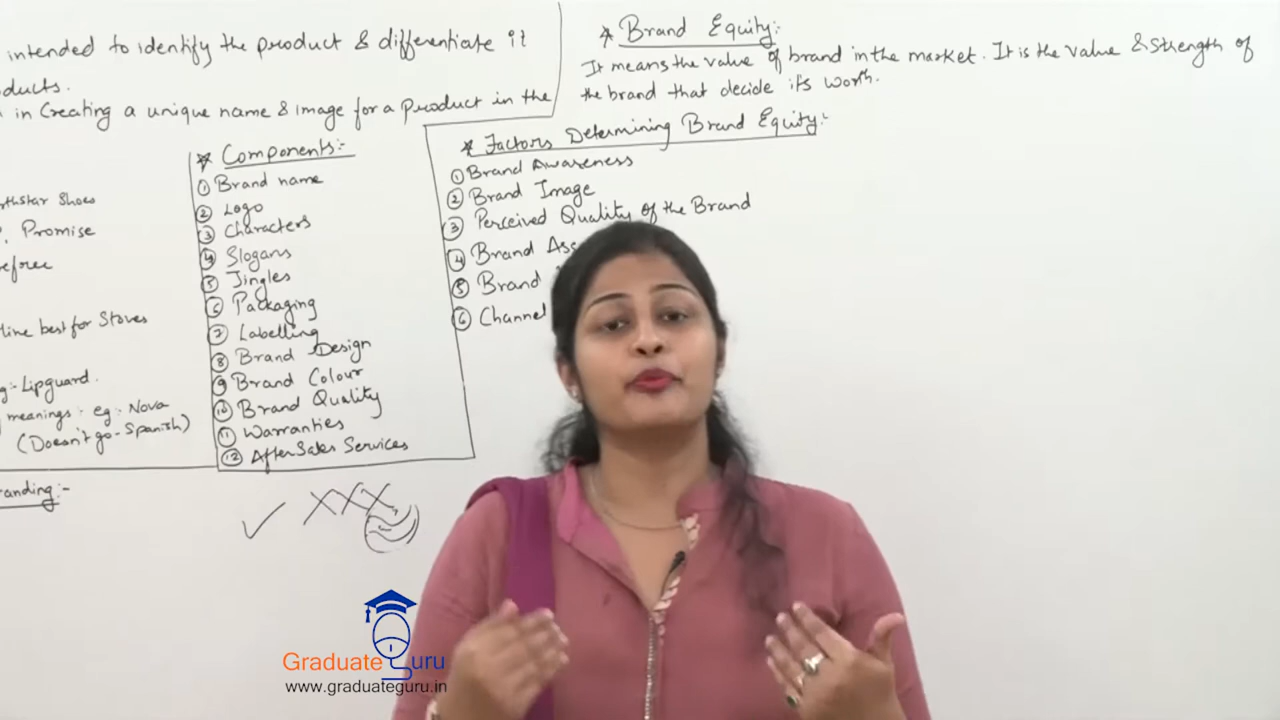 intended to identify the product & differentiate it
ducts.
in Creating a unique name & Image for a Product in the
rthstar Shoes
Promise
efree
line best for Stoves
g:- Lipguard.
meanings :- eg :- Nova
(Doesn't go - Spanish)
anding:-
* Components:-
① Brand name
② Logo
③ Characters
④ Slogans
⑤ Jingles
⑥ Packaging
⑦ Labelling
⑧ Brand Design
⑨ Brand Colour
⑩ Brand Quality
⑪ Warranties
⑫ After Sales Services
✓ XXX
* Brand Equity:-
It means the value of brand in the market. It is the value & strength of
the brand that decide its worth.
* Factors Determining Brand Equity:-
① Brand Awareness
② Brand Image
③ Perceived Quality of the Brand
④ Brand Ass
⑤ Brand
⑥ Channel
Graduate Guru
www.graduateguru.in